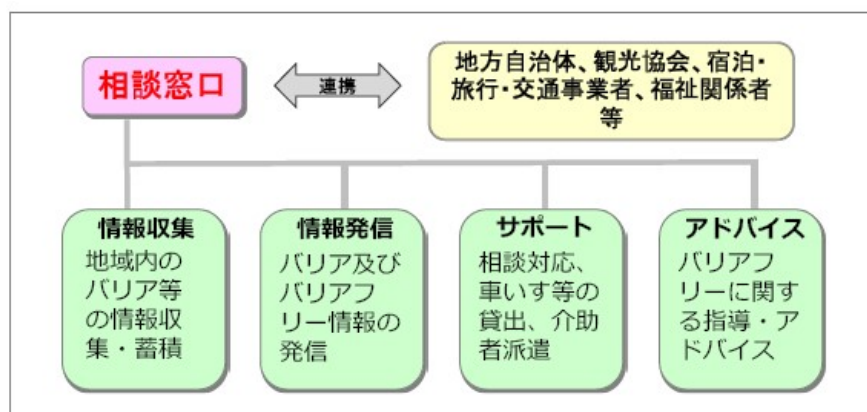 相談窓口
連携
地方自治体、観光協会、宿泊・
旅行・交通事業者、福祉関係者
等
情報収集
地域内の
バリア等
の情報収
集・蓄積
情報発信
バリア及び
バリアフ
リー情報の
発信
サポート
相談対応、
車いす等の
貸出、介助
者派遣
アドバイス
バリアフ
リーに関す
る指導・ア
ドバイス